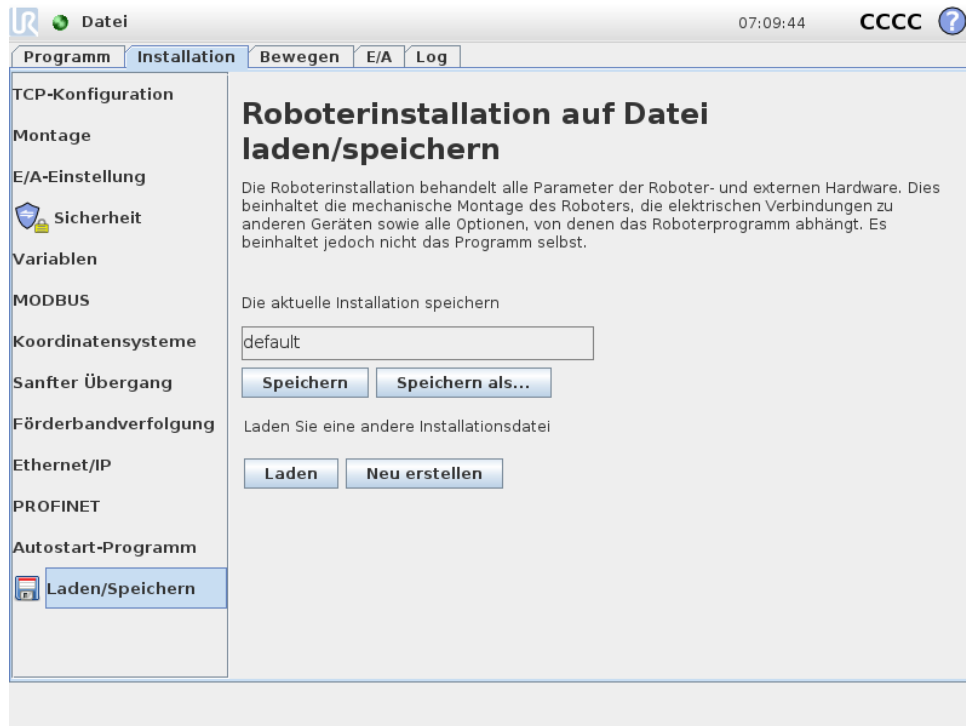 UR Datei 07:09:44 CCCC ?
Programm Installation Bewegen E/A Log
TCP-Konfiguration
Montage
E/A-Einstellung
Sicherheit
Variablen
MODBUS
Koordinatensysteme
Sanfter Übergang
Förderbandverfolgung
Ethernet/IP
PROFINET
Autostart-Programm
Laden/Speichern
Roboterinstallation auf Datei
laden/speichern
Die Roboterinstallation behandelt alle Parameter der Roboter- und externen Hardware. Dies
beinhaltet die mechanische Montage des Roboters, die elektrischen Verbindungen zu
anderen Geräten sowie alle Optionen, von denen das Roboterprogramm abhängt. Es
beinhaltet jedoch nicht das Programm selbst.
Die aktuelle Installation speichern
default
Speichern Speichern als...
Laden Sie eine andere Installationsdatei
Laden Neu erstellen